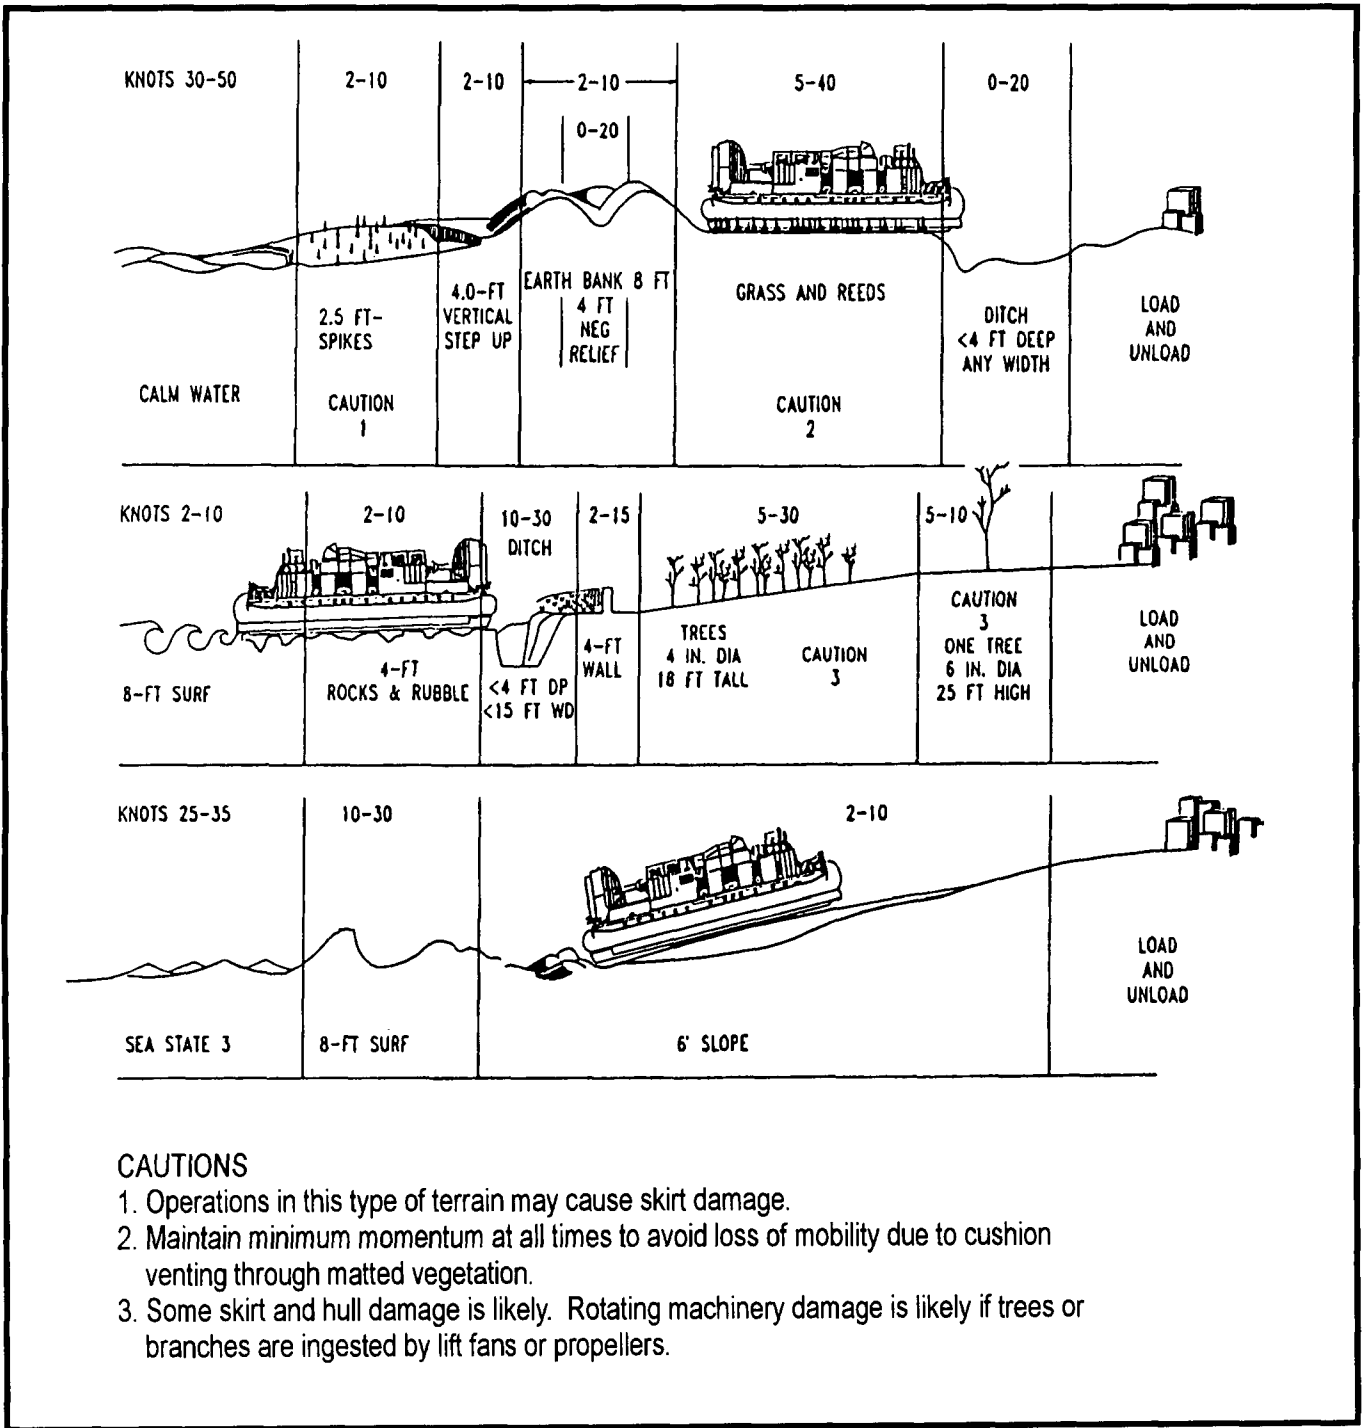 KNOTS 30-50
2-10
2-10
2-10
5-40
0-20
0-20
CALM WATER
2.5 FT-
SPIKES
CAUTION
1
4.0-FT
VERTICAL
STEP UP
EARTH BANK 8 FT
4 FT
NEG
RELIEF
GRASS AND REEDS
CAUTION
2
DITCH
<4 FT DEEP
ANY WIDTH
LOAD
AND
UNLOAD
KNOTS 2-10
2-10
10-30
DITCH
2-15
5-30
5-10
8-FT SURF
4-FT
ROCKS & RUBBLE
<4 FT DP
<15 FT WD
4-FT
WALL
TREES
4 IN. DIA
18 FT TALL
CAUTION
3
CAUTION
3
ONE TREE
6 IN. DIA
25 FT HIGH
LOAD
AND
UNLOAD
KNOTS 25-35
10-30
2-10
SEA STATE 3
8-FT SURF
6' SLOPE
LOAD
AND
UNLOAD
CAUTIONS
1. Operations in this type of terrain may cause skirt damage.
2. Maintain minimum momentum at all times to avoid loss of mobility due to cushion
venting through matted vegetation.
3. Some skirt and hull damage is likely. Rotating machinery damage is likely if trees or
branches are ingested by lift fans or propellers.